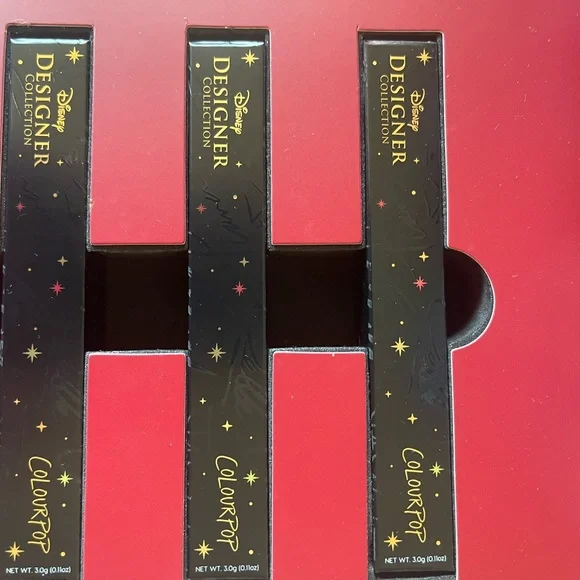 Disney
DESIGNER
COLLECTION
COLOURPOP
NET WT. 3.0g (0.11oz)
Disney
DESIGNER
COLLECTION
COLOURPOP
NET WT. 3.0g (0.11oz)
Disney
DESIGNER
COLLECTION
COLOURPOP
NET WT. 3.0g (0.11oz)